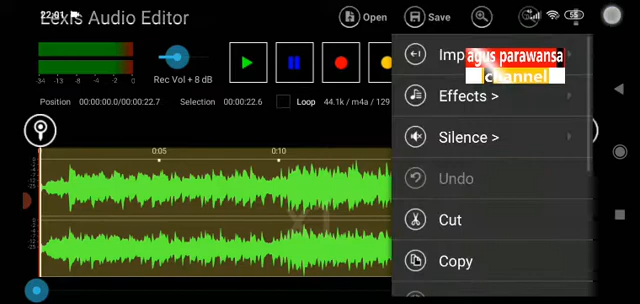 22:01
Lexis Audio Editor
Open
Save
-34 -13 -8 -4 -2 0
Rec Vol + 8 dB
Position 00:00:00.0/00:00:22.7
Selection 00:00:22.6
Loop
44.1k / m4a / 129
0:05
0:10
Imp
agus parawansa
channel
Effects >
Silence >
Undo
Cut
Copy